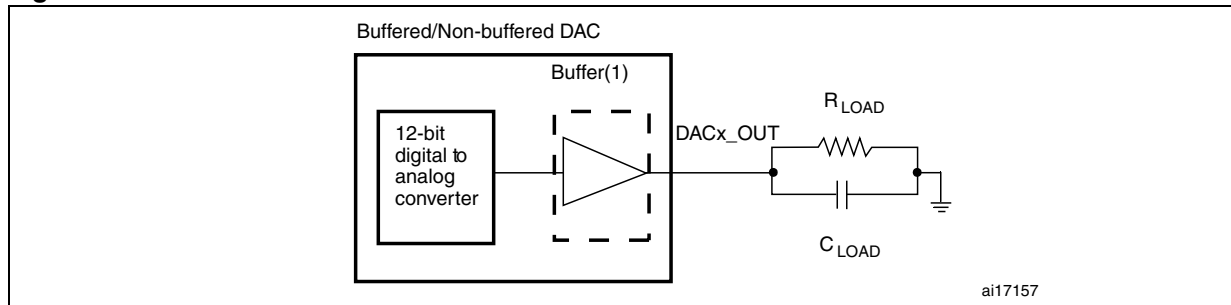 Buffered/Non-buffered DAC
Buffer(1)
12-bit
digital to
analog
converter
DACx_OUT
R LOAD
C LOAD
ai17157